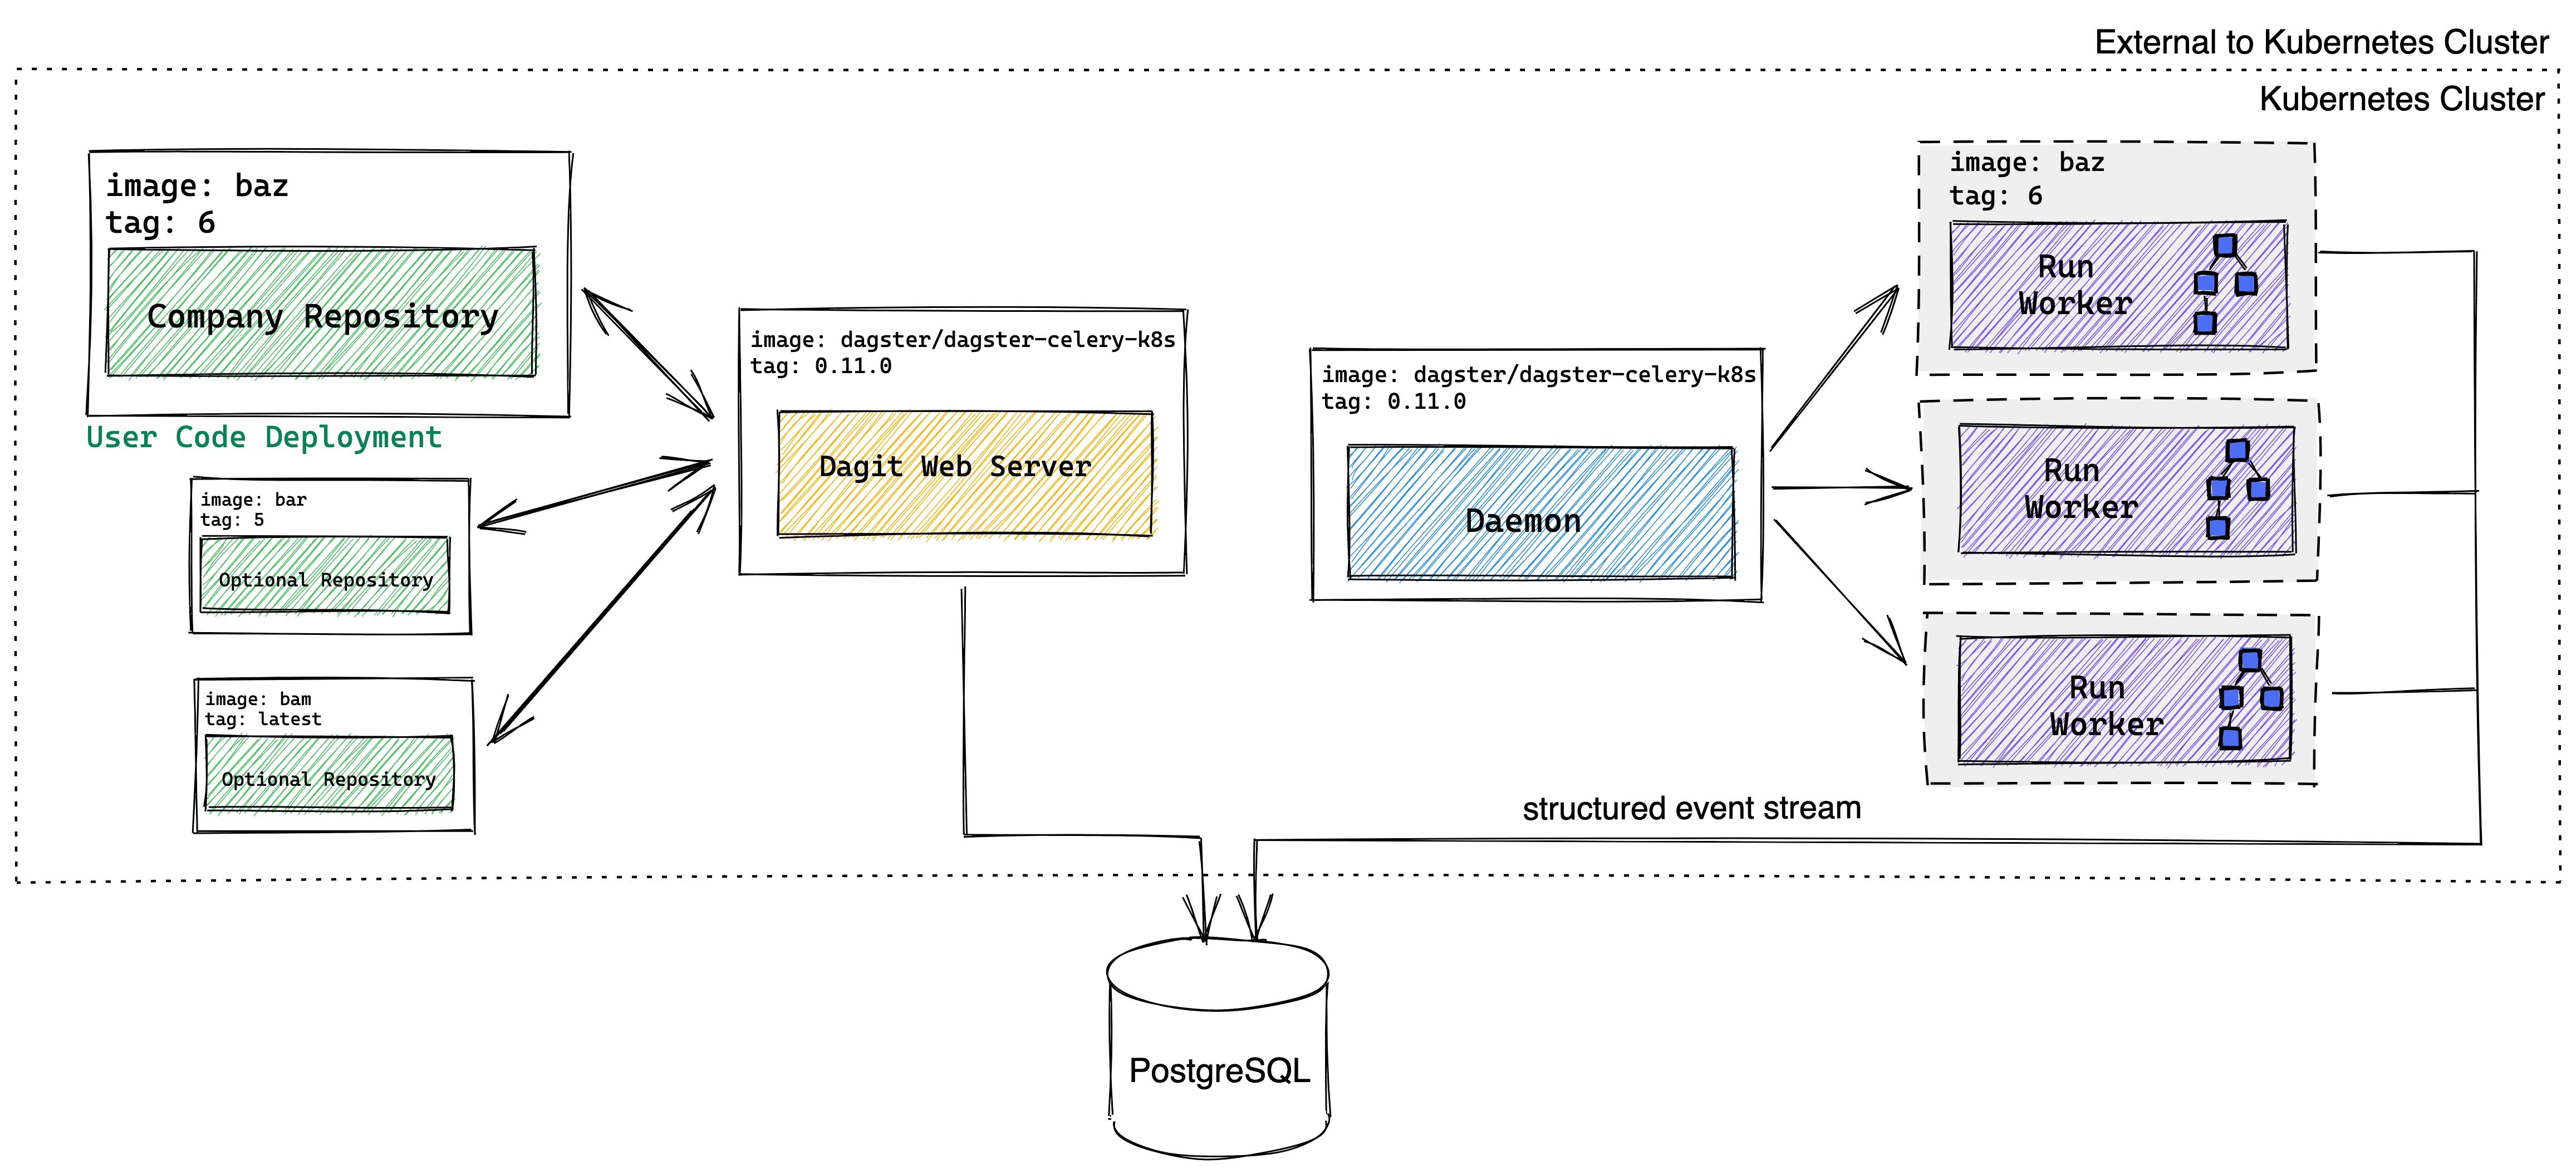 External to Kubernetes Cluster
Kubernetes Cluster
image: baz
tag: 6
Company Repository
User Code Deployment
image: bar
tag: 5
Optional Repository
image: bam
tag: latest
Optional Repository
image: dagster/dagster-celery-k8s
tag: 0.11.0
Dagit Web Server
image: dagster/dagster-celery-k8s
tag: 0.11.0
Daemon
image: baz
tag: 6
Run
Worker
Run
Worker
Run
Worker
structured event stream
PostgreSQL